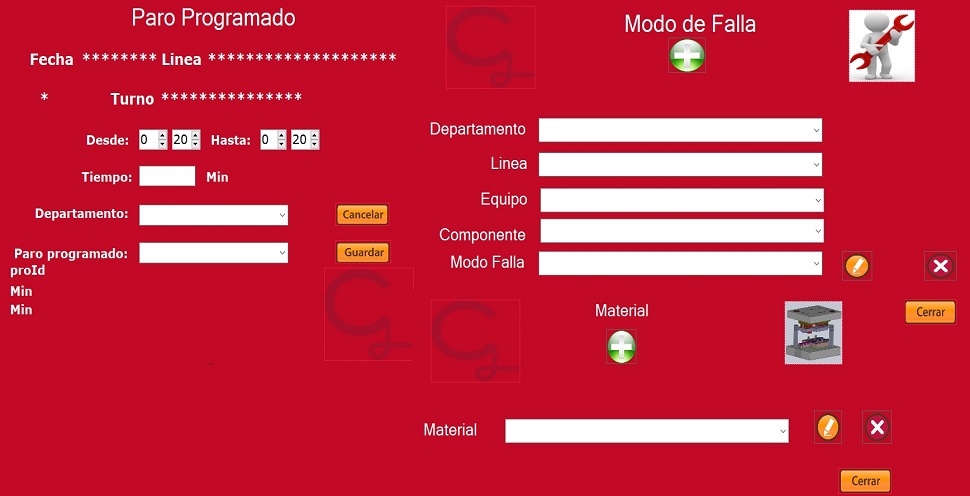 Paro Programado
Fecha ******** Linea ********************
* Turno ***************
Desde: 0 20 Hasta: 0 20
Tiempo: Min
Departamento:
Cancelar
Paro programado:
Guardar
proId
Min
Min
Modo de Falla
Departamento
Linea
Equipo
Componente
Modo Falla
Cerrar
Material
Material
Cerrar